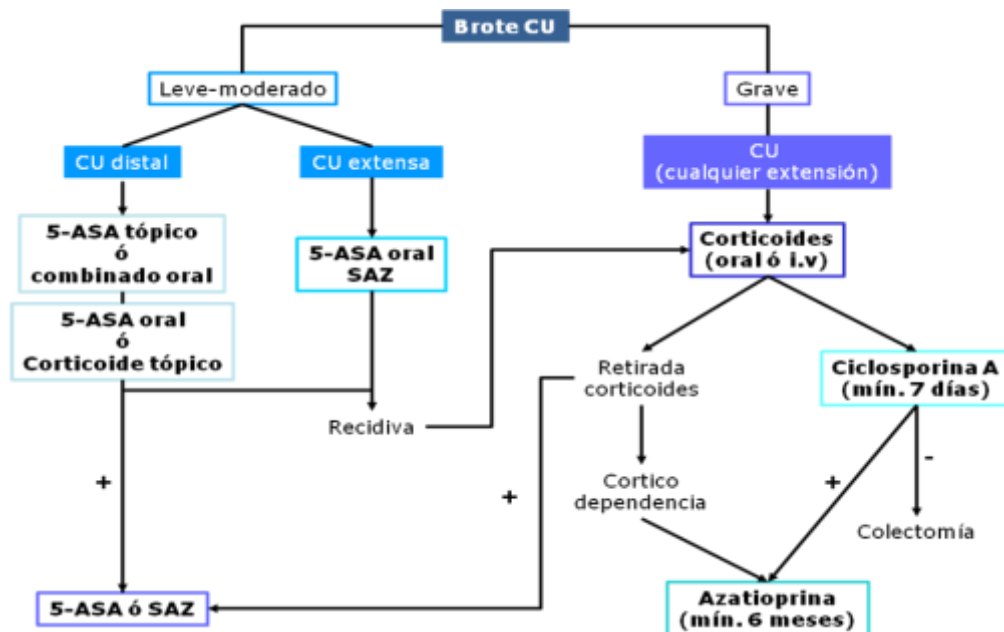 Brote CU
Leve-moderado
Grave
CU distal
CU extensa
CU
(cualquier extensión)
5-ASA tópico
ó
combinado oral
5-ASA oral
SAZ
Corticoides
(oral ó i.v)
5-ASA oral
ó
Corticoide tópico
Retirada
corticoides
Ciclosporina A
(mín. 7 días)
Recidiva
+
+
+
-
Cortico
dependencia
Colectomía
5-ASA ó SAZ
Azatioprina
(mín. 6 meses)